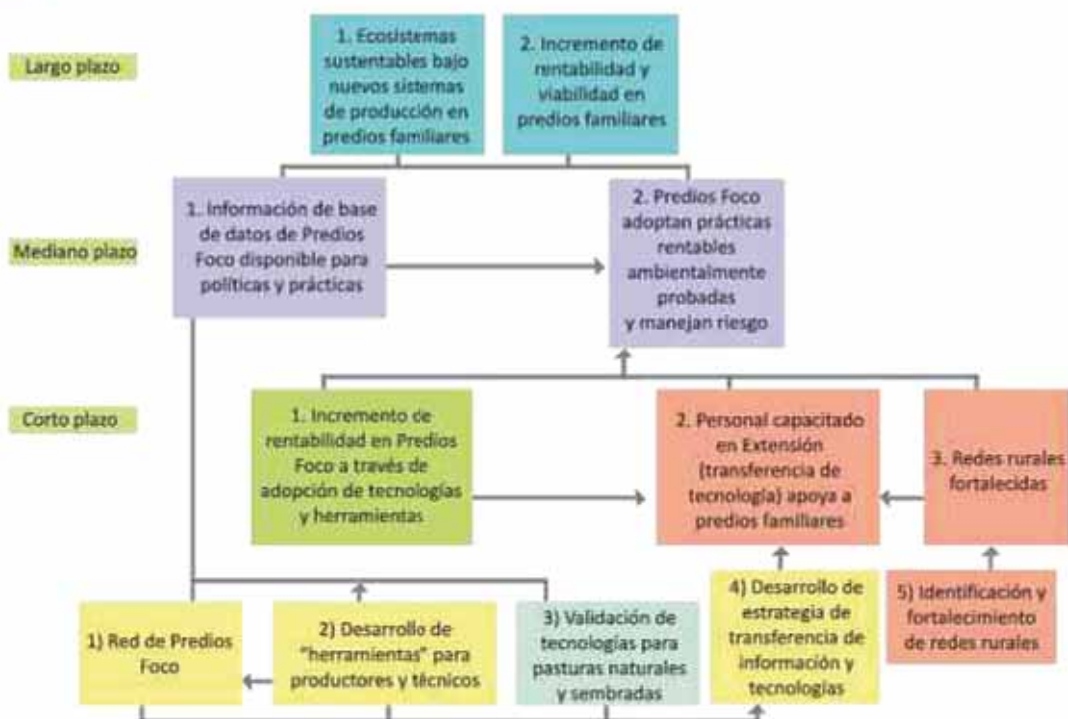 Largo plazo
1. Ecosistemas
sustentables bajo
nuevos sistemas
de producción en
predios familiares
2. Incremento de
rentabilidad y
viabilidad en
predios familiares
Mediano plazo
1. Información de base
de datos de Predios
Foco disponible para
políticas y prácticas
2. Predios Foco
adoptan prácticas
rentables
ambientalmente
probadas
y manejan riesgo
Corto plazo
1. Incremento de
rentabilidad en Predios
Foco a través de
adopción de tecnologías
y herramientas
2. Personal capacitado
en Extensión
(transferencia de
tecnología) apoya a
predios familiares
3. Redes rurales
fortalecidas
1) Red de Predios
Foco
2) Desarrollo de
"herramientas" para
productores y técnicos
3) Validación de
tecnologías para
pasturas naturales
y sembradas
4) Desarrollo de
estrategia de
transferencia de
información y
tecnologías
5) Identificación y
fortalecimiento
de redes rurales